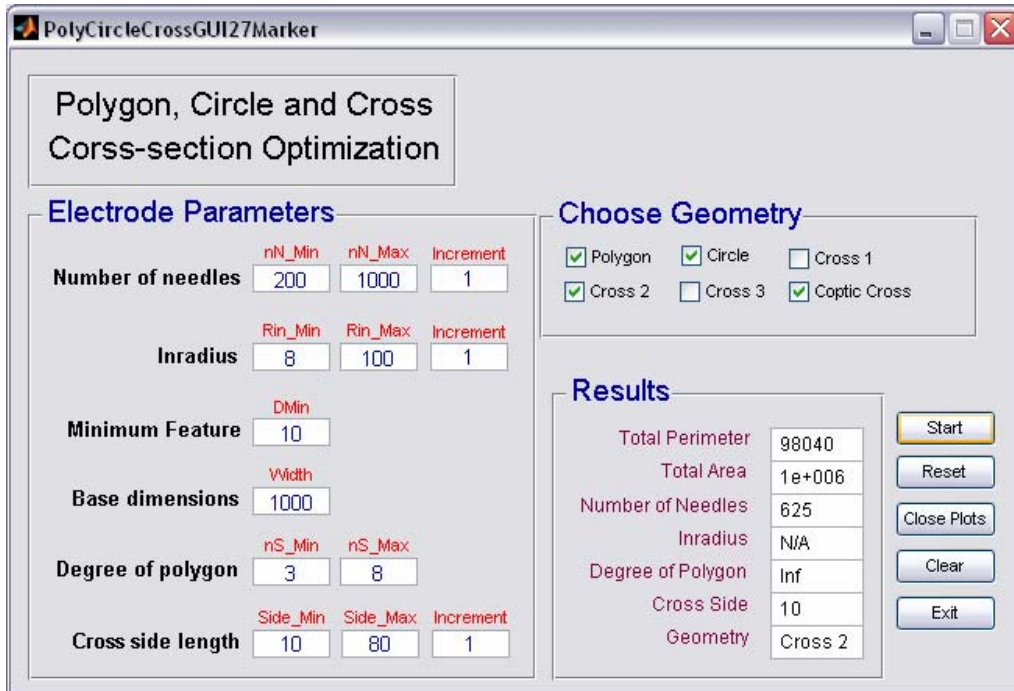 PolyCircleCrossGUI27Marker
Polygon, Circle and Cross
Corss-section Optimization
Electrode Parameters
nN_Min nN_Max Increment
Number of needles 200 1000 1
Rin_Min Rin_Max Increment
Inradius 8 100 1
DMin
Minimum Feature 10
Width
Base dimensions 1000
nS_Min nS_Max
Degree of polygon 3 8
Side_Min Side_Max Increment
Cross side length 10 80 1
Choose Geometry
Polygon Circle Cross 1
Cross 2 Cross 3 Coptic Cross
Results
Total Perimeter 98040
Total Area 1e+006
Number of Needles 625
Inradius N/A
Degree of Polygon Inf
Cross Side 10
Geometry Cross 2
Start
Reset
Close Plots
Clear
Exit